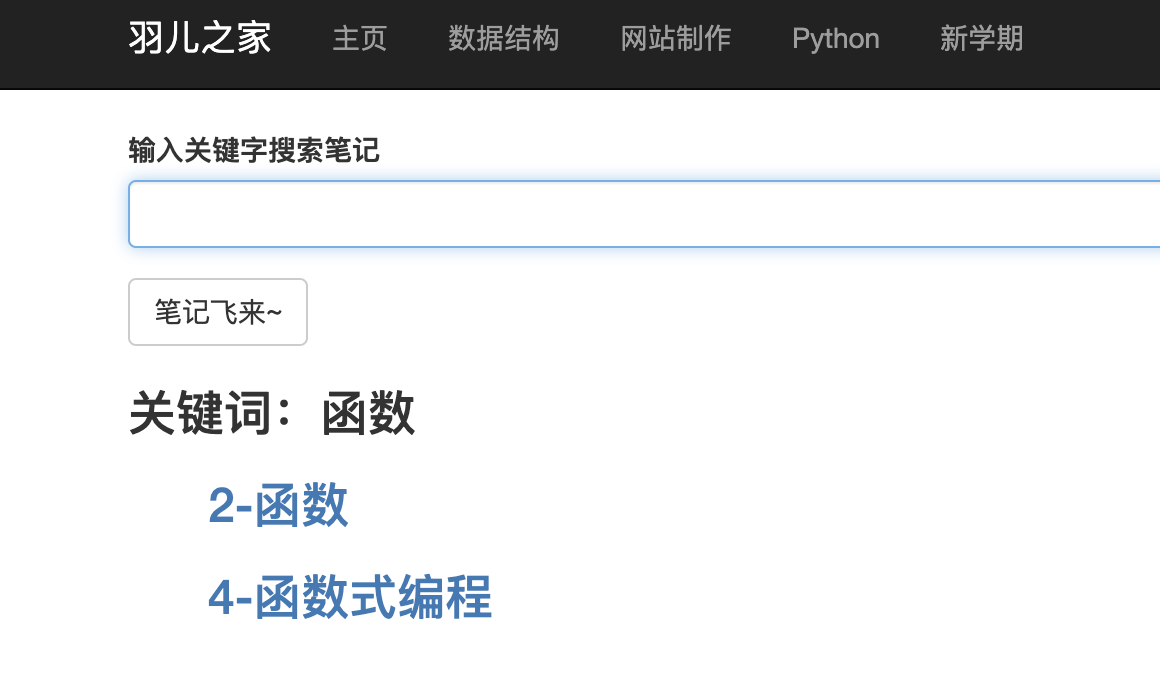 羽儿之家 主页 数据结构 网站制作 Python 新学期
输入关键字搜索笔记
笔记飞来~
关键词：函数
2-函数
4-函数式编程